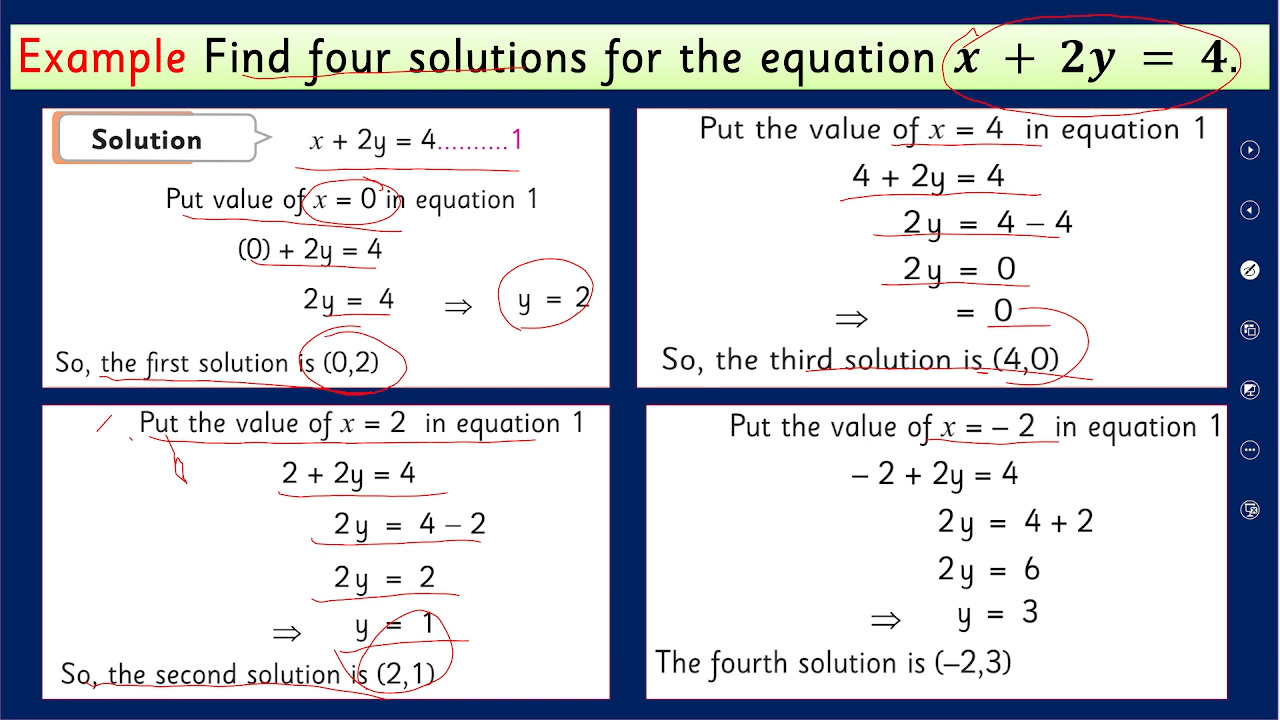 Example Find four solutions for the equation x + 2y = 4.
Solution
x + 2y = 4..........1
Put value of x = 0 in equation 1
(0) + 2y = 4
2y = 4 ⇒ y = 2
So, the first solution is (0,2)
Put the value of x = 2 in equation 1
2 + 2y = 4
2y = 4 – 2
2y = 2
⇒ y = 1
So, the second solution is (2,1)
Put the value of x = 4 in equation 1
4 + 2y = 4
2y = 4 – 4
2y = 0
⇒ = 0
So, the third solution is (4,0)
Put the value of x = – 2 in equation 1
– 2 + 2y = 4
2y = 4 + 2
2y = 6
⇒ y = 3
The fourth solution is (–2,3)